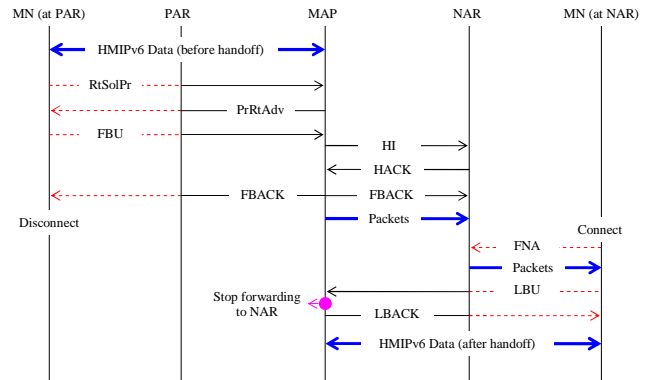 MN (at PAR) PAR MAP NAR MN (at NAR)
HMIPv6 Data (before handoff)
RtSolPr
PrRtAdv
FBU
HI
HACK
FBACK FBACK
Packets
Disconnect
Connect
FNA
Packets
LBU
Stop forwarding
to NAR
LBACK
HMIPv6 Data (after handoff)